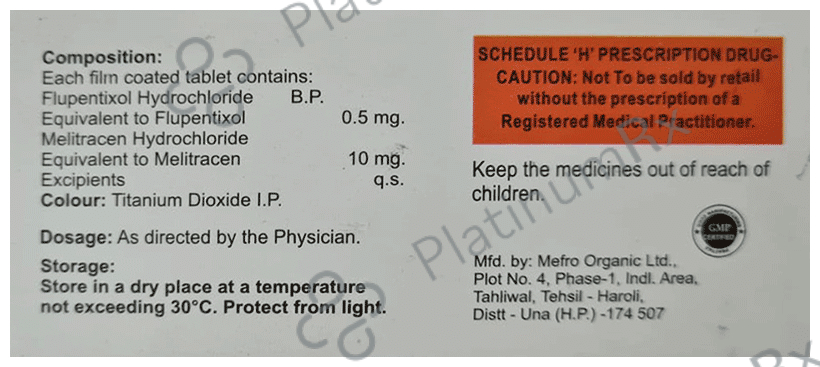 Composition:
Each film coated tablet contains:
Flupentixol Hydrochloride B.P.
Equivalent to Flupentixol 0.5 mg.
Melitracen Hydrochloride
Equivalent to Melitracen 10 mg.
Excipients q.s.
Colour: Titanium Dioxide I.P.
Dosage: As directed by the Physician.
Storage:
Store in a dry place at a temperature
not exceeding 30°C. Protect from light.
SCHEDULE 'H' PRESCRIPTION DRUG-
CAUTION: Not To be sold by retail
without the prescription of a
Registered Medical Practitioner.
Keep the medicines out of reach of
children.
GMP
CERTIFIED
Mfd. by: Mefro Organic Ltd.,
Plot No. 4, Phase-1, Indl. Area,
Tahliwal, Tehsil - Haroli,
Distt - Una (H.P.) -174 507
PlatinumRx